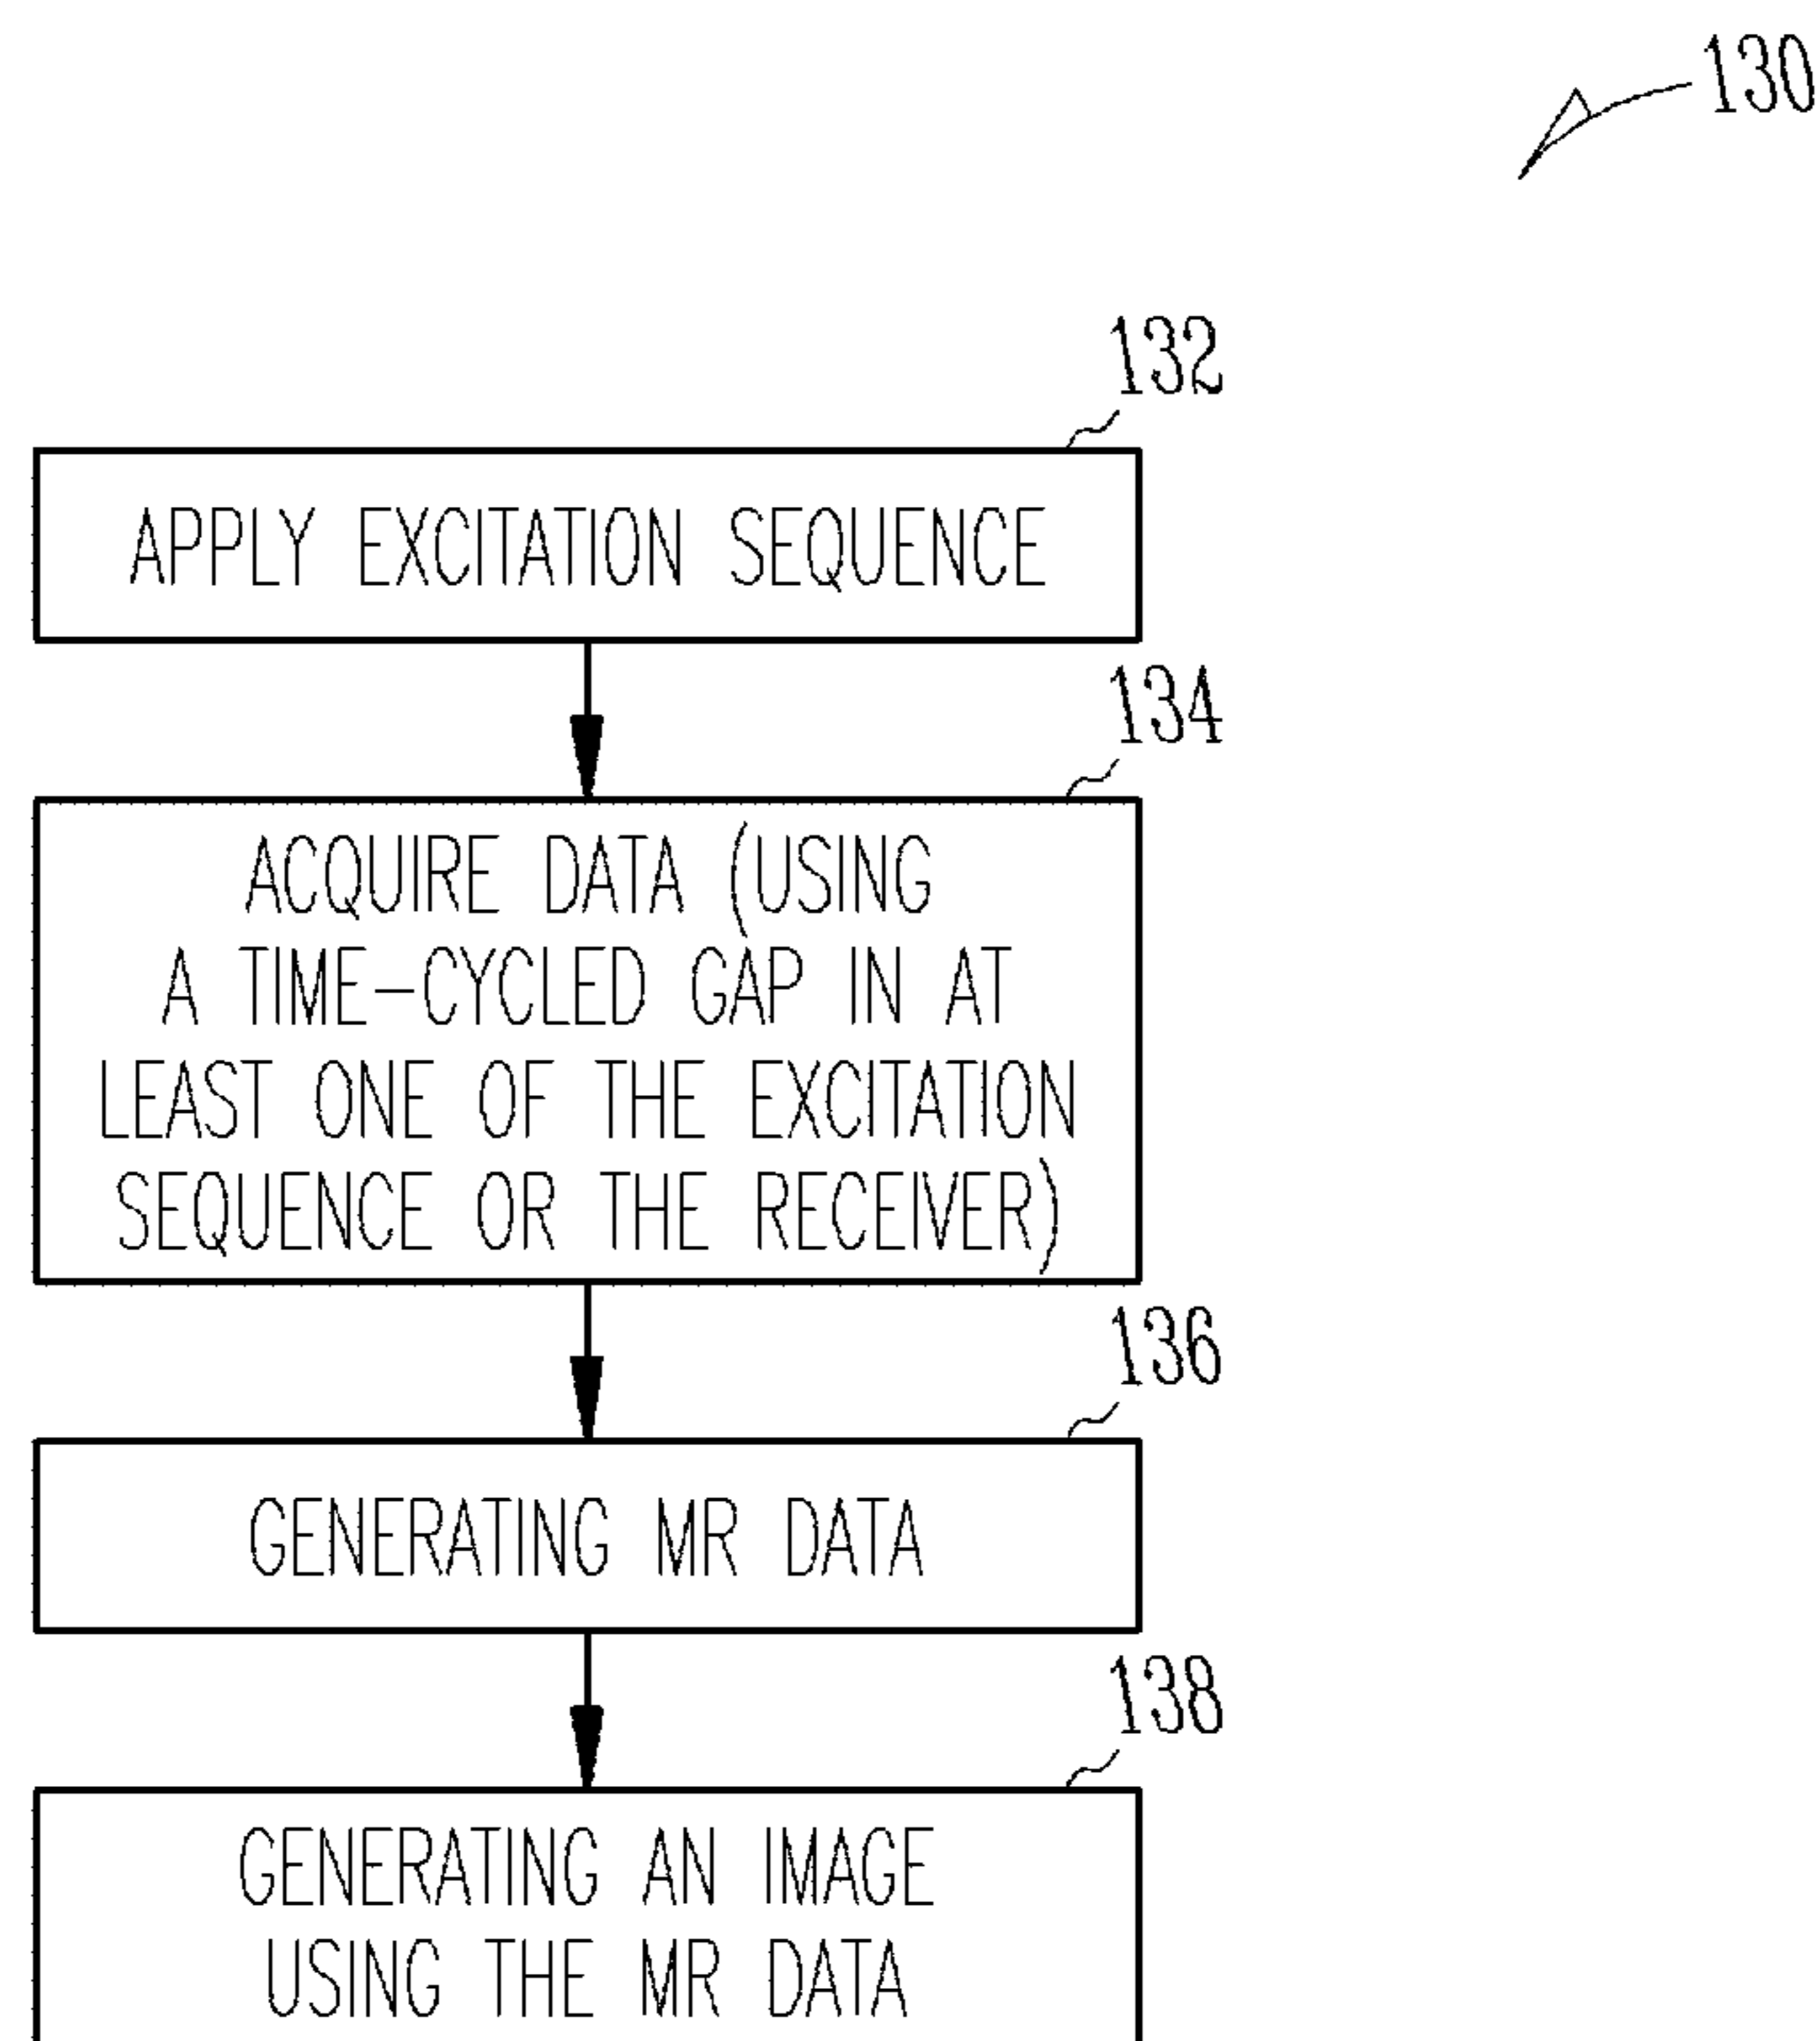 130
132
APPLY EXCITATION SEQUENCE
134
ACQUIRE DATA (USING
A TIME-CYCLED GAP IN AT
LEAST ONE OF THE EXCITATION
SEQUENCE OR THE RECEIVER)
136
GENERATING MR DATA
138
GENERATING AN IMAGE
USING THE MR DATA